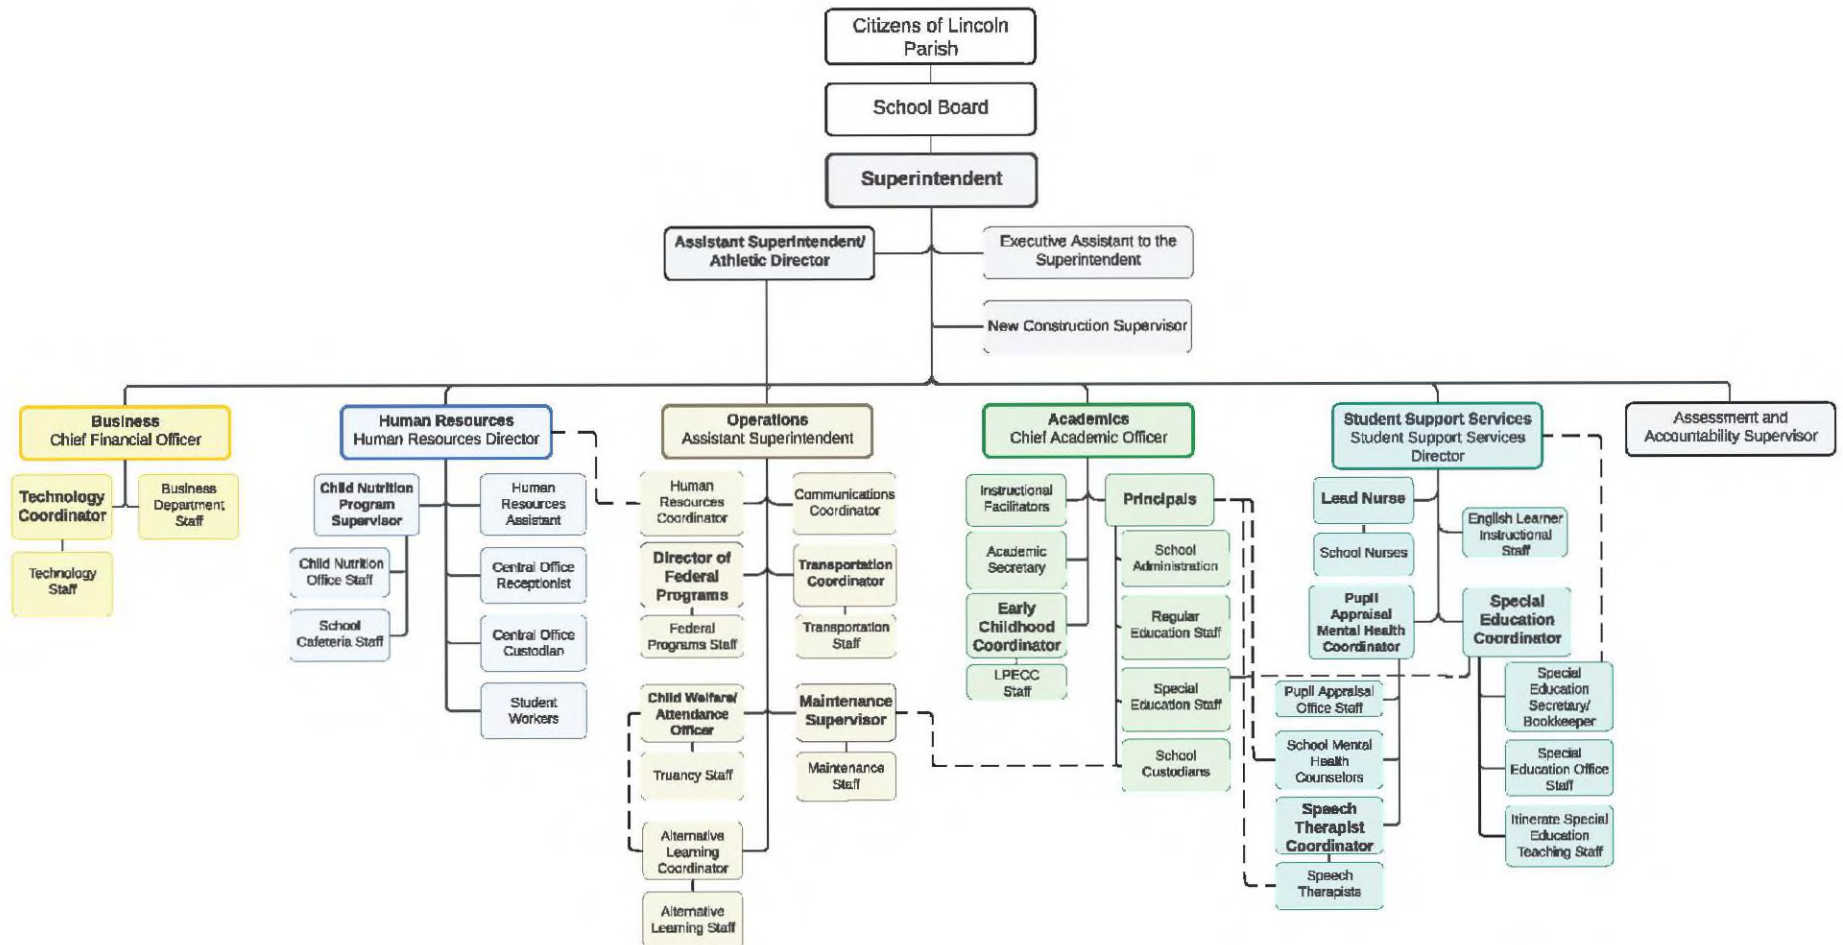 Citizens of Lincoln
Parish
School Board
Superintendent
Assistant Superintendent/
Athletic Director
Executive Assistant to the
Superintendent
New Construction Supervisor
Business
Chief Financial Officer
Technology
Coordinator
Business
Department
Staff
Technology
Staff
Human Resources
Human Resources Director
Child Nutrition
Program
Supervisor
Human
Resources
Assistant
Child Nutrition
Office Staff
Central Office
Receptionist
School
Cafeteria Staff
Central Office
Custodian
Student
Workers
Operations
Assistant Superintendent
Human
Resources
Coordinator
Communications
Coordinator
Director of
Federal
Programs
Transportation
Coordinator
Federal
Programs Staff
Transportation
Staff
Child Welfare/
Attendance
Officer
Maintenance
Supervisor
Truancy Staff
Maintenance
Staff
Alternative
Learning
Coordinator
Alternative
Learning Staff
Academics
Chief Academic Officer
Instructional
Facilitators
Principals
Academic
Secretary
School
Administration
Early
Childhood
Coordinator
Regular
Education Staff
LPECC
Staff
Special
Education Staff
School
Custodians
Student Support Services
Student Support Services
Director
Lead Nurse
English Learner
Instructional
Staff
School Nurses
Pupil
Appraisal
Mental Health
Coordinator
Special
Education
Coordinator
Pupil Appraisal
Office Staff
Special
Education
Secretary/
Bookkeeper
School Mental
Health
Counselors
Special
Education Office
Staff
Speech
Therapist
Coordinator
Itinerate Special
Education
Teaching Staff
Speech
Therapists
Assessment and
Accountability Supervisor